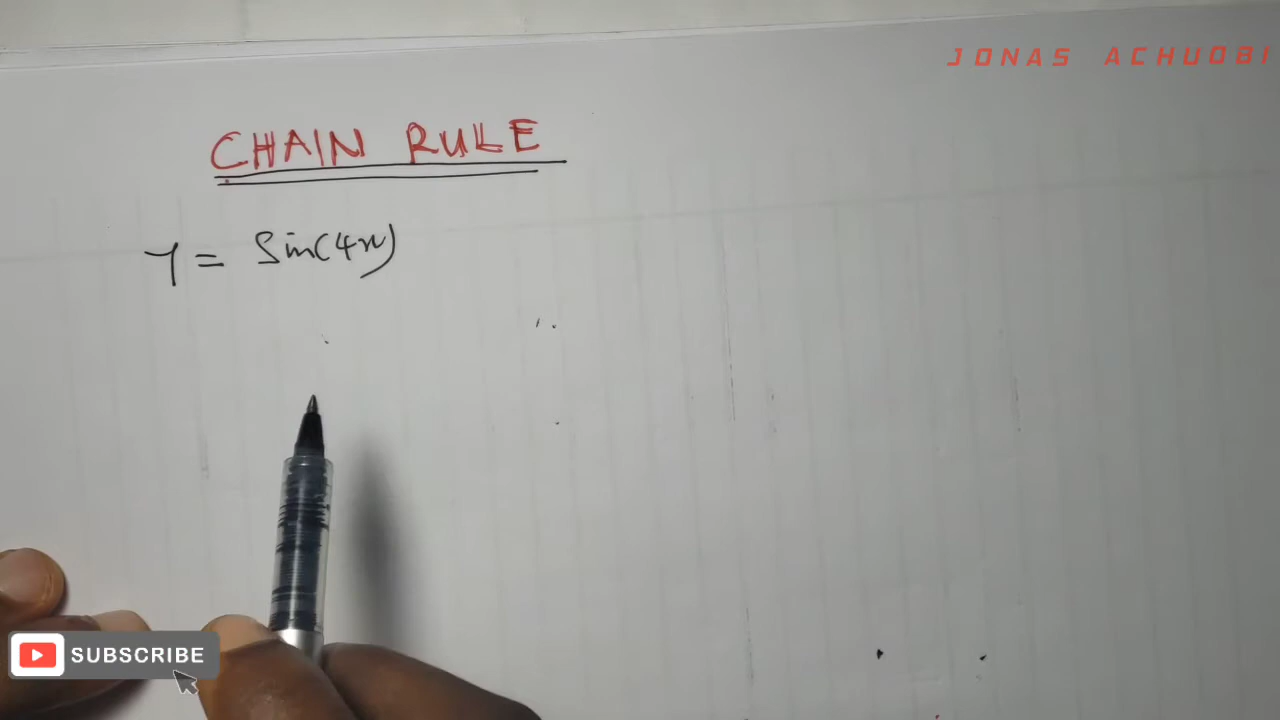 JONAS ACHUOBI
CHAIN RULE
y = Sin(4x)
SUBSCRIBE